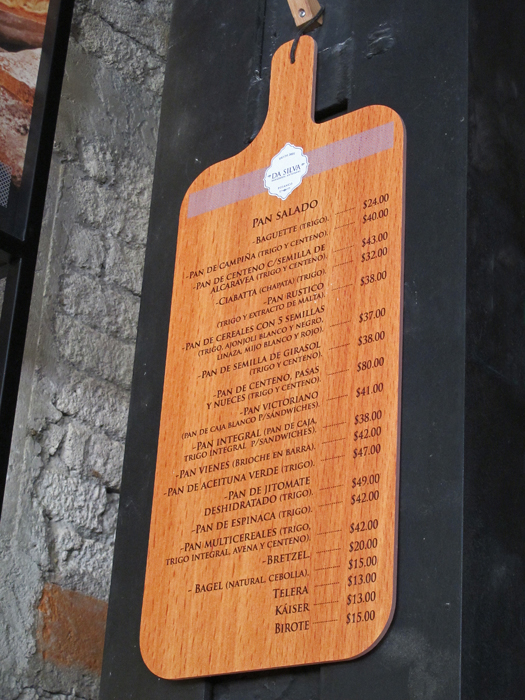 DA SILVA
PAN SALADO
-BAGUETTE (TRIGO). $24.00
-PAN DE CAMPIÑA (TRIGO Y CENTENO). $40.00
-PAN DE CENTENO C/SEMILLA DE
ALCARAVEA (TRIGO Y CENTENO). $43.00
-CIABATTA (CHAPATA) (TRIGO). $32.00
-PAN RUSTICO
(TRIGO Y EXTRACTO DE MALTA). $38.00
-PAN DE CEREALES CON 5 SEMILLAS
(TRIGO, AJONJOLI BLANCO Y NEGRO,
LINAZA, MIJO BLANCO Y ROJO). $37.00
-PAN DE SEMILLA DE GIRASOL
(TRIGO Y CENTENO). $38.00
-PAN DE CENTENO, PASAS
Y NUECES (TRIGO Y CENTENO). $80.00
-PAN VICTORIANO
(PAN DE CAJA BLANCO P/SÁNDWICHES). $41.00
-PAN INTEGRAL (PAN DE CAJA,
TRIGO INTEGRAL P/SANDWICHES). $38.00
-PAN VIENES (BRIOCHE EN BARRA). $42.00
-PAN DE ACEITUNA VERDE (TRIGO). $47.00
-PAN DE JITOMATE
DESHIDRATADO (TRIGO). $49.00
-PAN DE ESPINACA (TRIGO). $42.00
-PAN MULTICEREALES (TRIGO,
TRIGO INTEGRAL, AVENA Y CENTENO). $42.00
-BRETZEL. $20.00
-BAGEL (NATURAL, CEBOLLA). $15.00
TELERA $13.00
KÁISER $13.00
BIROTE $15.00